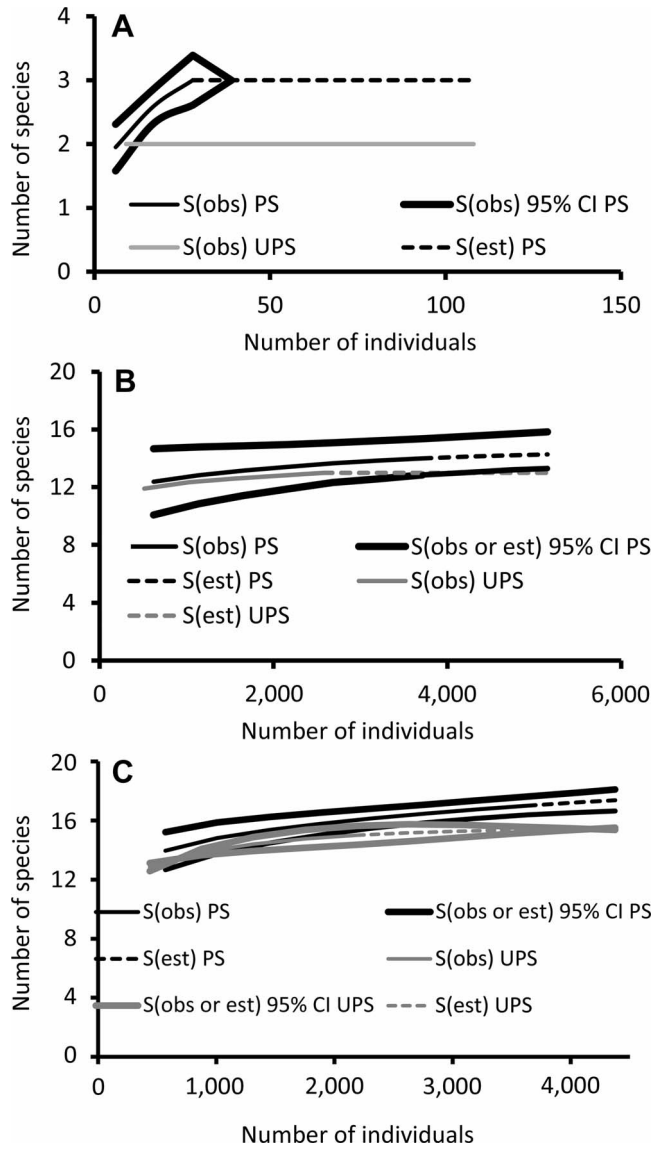 A
4
3
2
1
0
Number of species
S(obs) PS
S(obs) 95% CI PS
S(obs) UPS
S(est) PS
0 50 100 150
Number of individuals
B
20
16
12
8
4
0
Number of species
S(obs) PS
S(obs or est) 95% CI PS
S(est) PS
S(obs) UPS
S(est) UPS
0 2,000 4,000 6,000
Number of individuals
C
20
16
12
8
4
0
Number of species
S(obs) PS
S(obs or est) 95% CI PS
S(est) PS
S(obs) UPS
S(obs or est) 95% CI UPS
S(est) UPS
0 1,000 2,000 3,000 4,000
Number of individuals